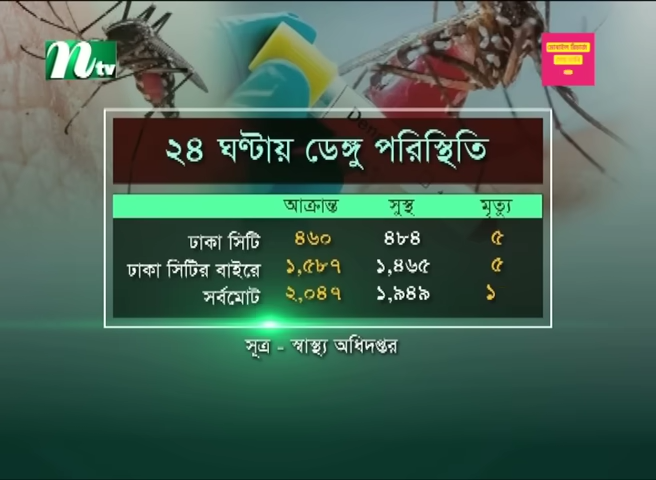 ntv
২৪ ঘণ্টায় ডেঙ্গু পরিস্থিতি
আক্রান্ত সুস্থ মৃত্যু
ঢাকা সিটি ৪৬০ ৪৮৪ ৫
ঢাকা সিটির বাইরে ১,৫৮৭ ১,৪৬৫ ৫
সর্বমোট ২,০৪৭ ১,৯৪৯ ১
সূত্র - স্বাস্থ্য অধিদপ্তর